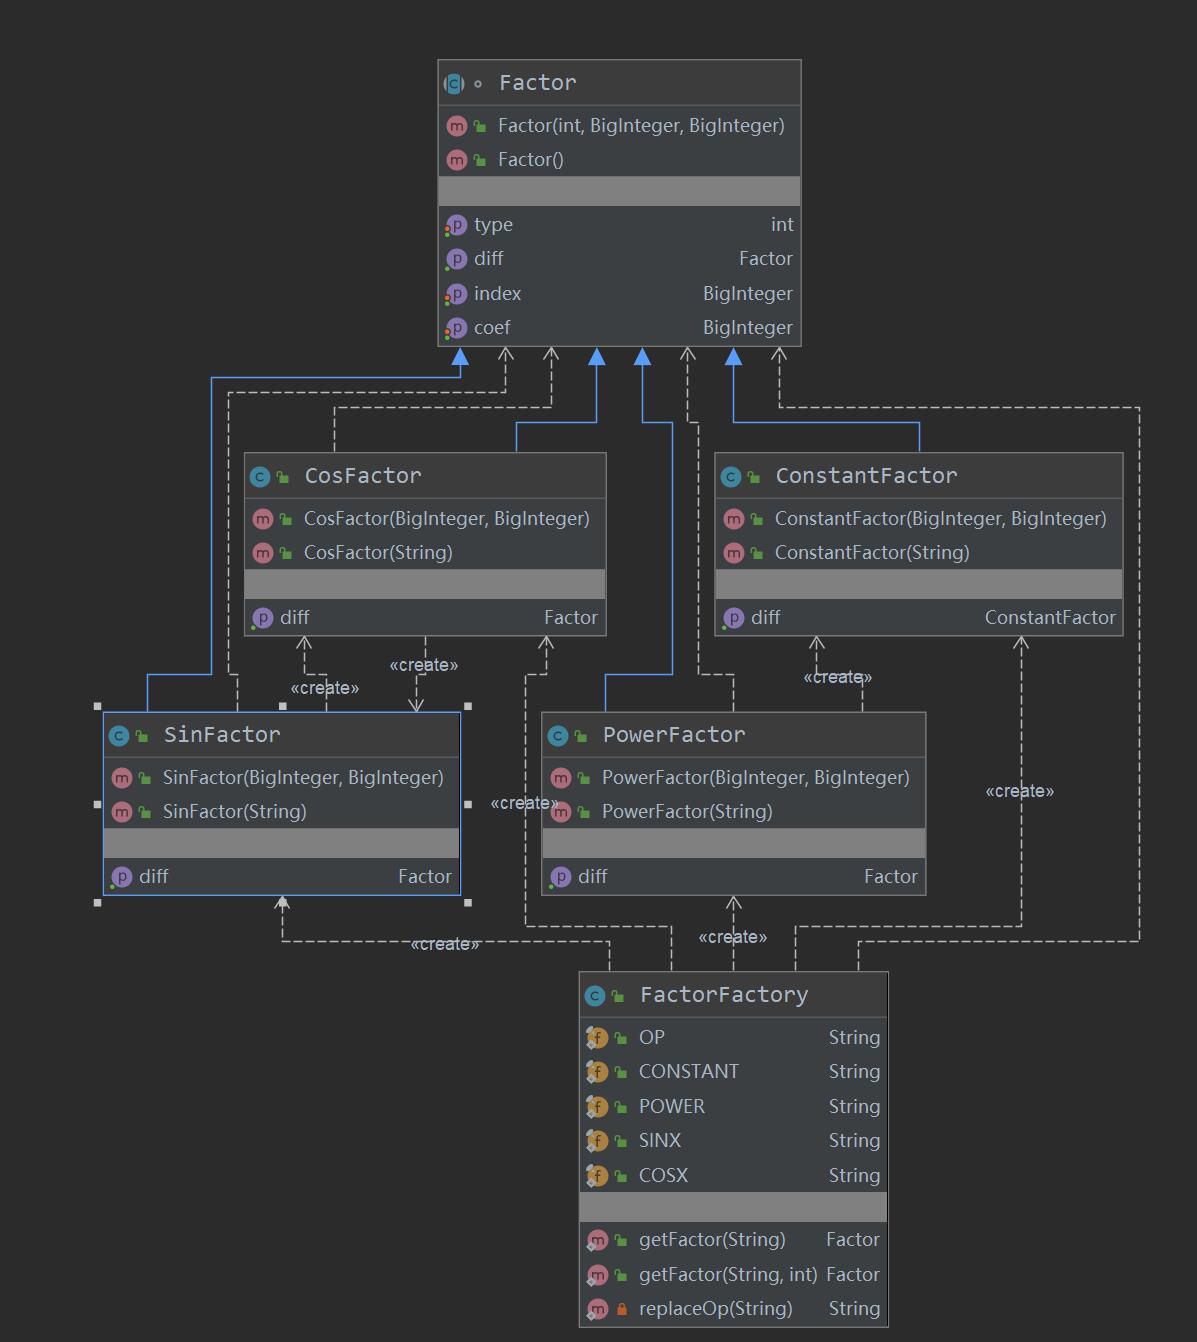 Factor
Factor(int, BigInteger, BigInteger)
Factor()
type int
diff Factor
index BigInteger
coef BigInteger
CosFactor
CosFactor(BigInteger, BigInteger)
CosFactor(String)
diff Factor
ConstantFactor
ConstantFactor(BigInteger, BigInteger)
ConstantFactor(String)
diff ConstantFactor
«create»
«create»
«create»
SinFactor
SinFactor(BigInteger, BigInteger)
SinFactor(String)
diff Factor
«create»
PowerFactor
PowerFactor(BigInteger, BigInteger)
PowerFactor(String)
diff Factor
«create»
«create»
«create»
FactorFactory
OP String
CONSTANT String
POWER String
SINX String
COSX String
getFactor(String) Factor
getFactor(String, int) Factor
replaceOp(String) String